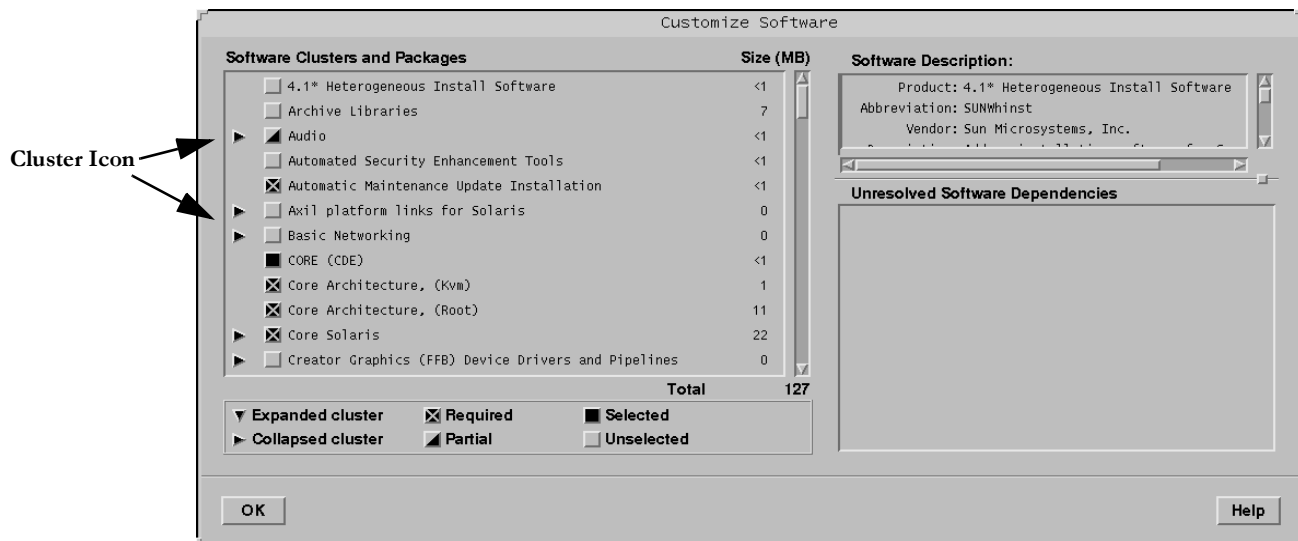 Customize Software
Software Clusters and Packages Size (MB)
4.1* Heterogeneous Install Software <1
Archive Libraries 7
Audio <1
Automated Security Enhancement Tools <1
Automatic Maintenance Update Installation <1
Axil platform links for Solaris 0
Basic Networking 0
CORE (CDE) <1
Core Architecture, (Kvm) 1
Core Architecture, (Root) 11
Core Solaris 22
Creator Graphics (FFB) Device Drivers and Pipelines 0
Total 127
Expanded cluster Required Selected
Collapsed cluster Partial Unselected
Cluster Icon
Software Description:
Product: 4.1* Heterogeneous Install Software
Abbreviation: SUNWhinst
Vendor: Sun Microsystems, Inc.
Unresolved Software Dependencies
OK
Help